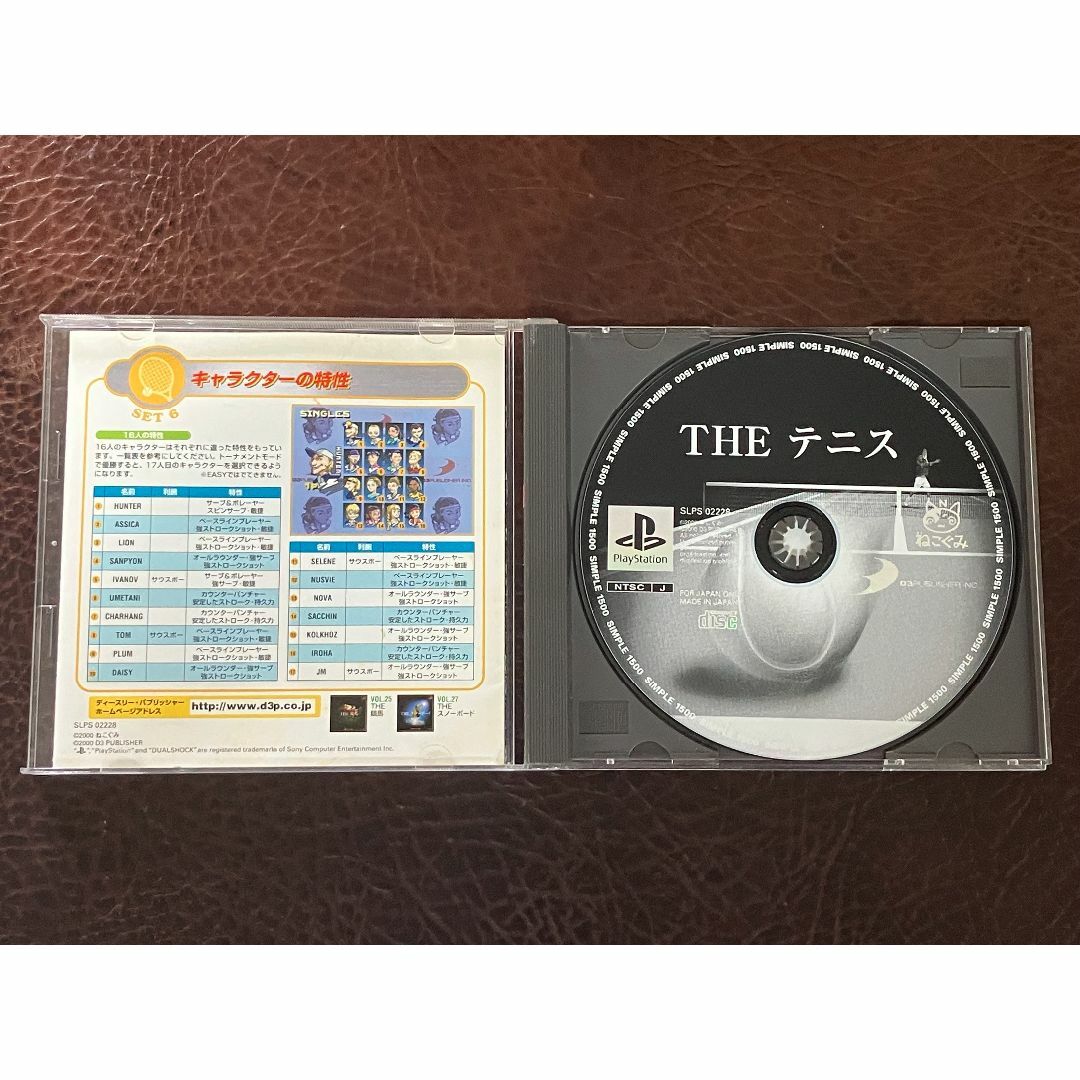 SET 6
キャラクターの特性
16人の特性
16人のキャラクターはそれぞれに違った特性をもってい
ます。一覧表を参考にしてください。トーナメントモード
で優勝すると、17人目のキャラクターを選択できるよう
になります。 ※EASYではでてきません。
名前 利腕 特性
1 HUNTER サーブ&ボレーヤー スピンサーブ・敏捷
2 ASSICA ベースラインプレーヤー 強ストロークショット・敏捷
3 LION ベースラインプレーヤー 強ストロークショット・敏捷
4 SANPYON オールラウンダー・強サーブ 強ストロークショット
5 IVANOV サウスポー サーブ&ボレーヤー 強サーブ・敏捷
6 UMETANI カウンターパンチャー 安定したストローク・持久力
7 CHARHANG カウンターパンチャー 安定したストローク・持久力
8 TOM サウスポー ベースラインプレーヤー 強ストロークショット・敏捷
9 PLUM ベースラインプレーヤー 強ストロークショット・敏捷
10 DAISY オールラウンダー・強サーブ 強ストロークショット
SINGLES
HUNTER
D3PUBLISHER INC.
名前 利腕 特性
11 SELENE サウスポー ベースラインプレーヤー 強ストロークショット・敏捷
12 NUSVIE ベースラインプレーヤー 強ストロークショット・敏捷
13 NOVA オールラウンダー・強サーブ 強ストロークショット
14 SACCHIN カウンターパンチャー 安定したストローク・持久力
15 KOLKHOZ オールラウンダー・強サーブ 強ストロークショット
16 IROHA カウンターパンチャー 安定したストローク・持久力
17 JM サウスポー オールラウンダー・強サーブ 強ストロークショット
ディースリー・パブリッシャー
ホームページアドレス
http://www.d3p.co.jp
VOL.25
THE
競馬
VOL.27
THE
スノーボード
SLPS 02228
©2000 ねこぐみ
©2000 D3 PUBLISHER
"PlayStation" and "DUALSHOCK" are registered trademarks of Sony Computer Entertainment Inc.
SIMPLE 1500 SIMPLE 1500 SIMPLE 1500 SIMPLE 1500 SIMPLE 1500 SIMPLE 1500 SIMPLE 1500
THE テニス
SLPS 02228
PlayStation
NTSC J
FOR JAPAN ONLY
MADE IN JAPAN
disc
ねこぐみ
D3PUBLISHER INC.